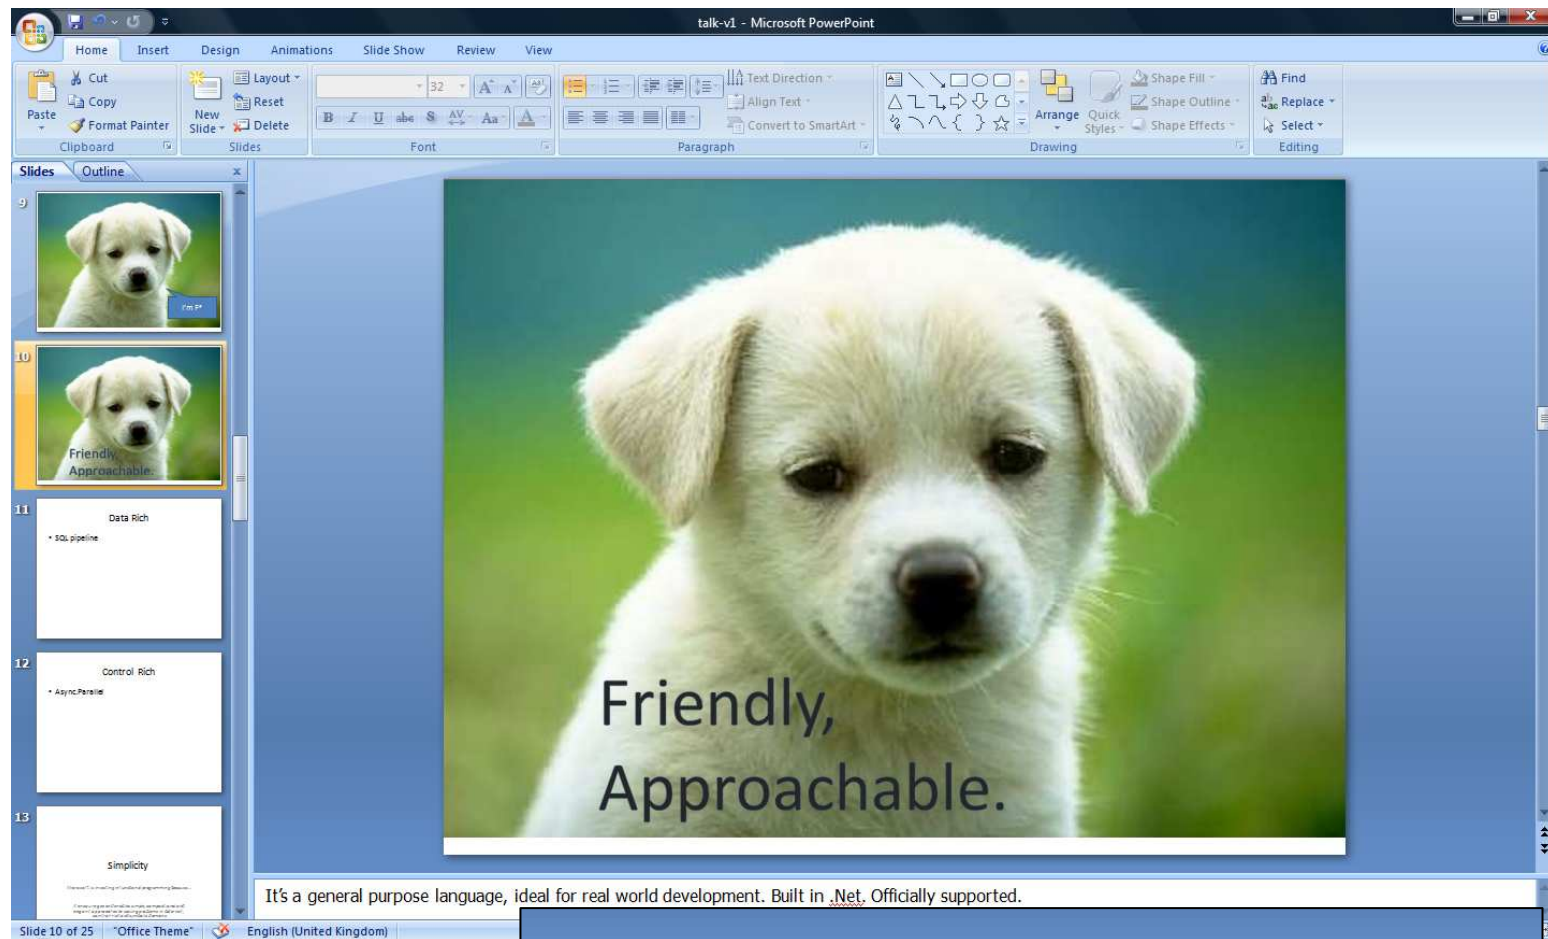 talk-v1 - Microsoft PowerPoint
Home Insert Design Animations Slide Show Review View
Paste
Cut
Copy
Format Painter
Clipboard
New Slide
Layout
Reset
Delete
Slides
32
B I U abc S AV Aa A
Font
Text Direction
Align Text
Convert to SmartArt
Paragraph
Arrange
Quick Styles
Shape Fill
Shape Outline
Shape Effects
Drawing
Find
Replace
Select
Editing
Slides Outline
9
I'm F#
10
Friendly,
Approachable.
11
Data Rich
• SQL pipeline
12
Control Rich
• Async.Parallel
13
Simplicity
Friendly,
Approachable.
It's a general purpose language, ideal for real world development. Built in .Net. Officially supported.
Slide 10 of 25 "Office Theme" English (United Kingdom)